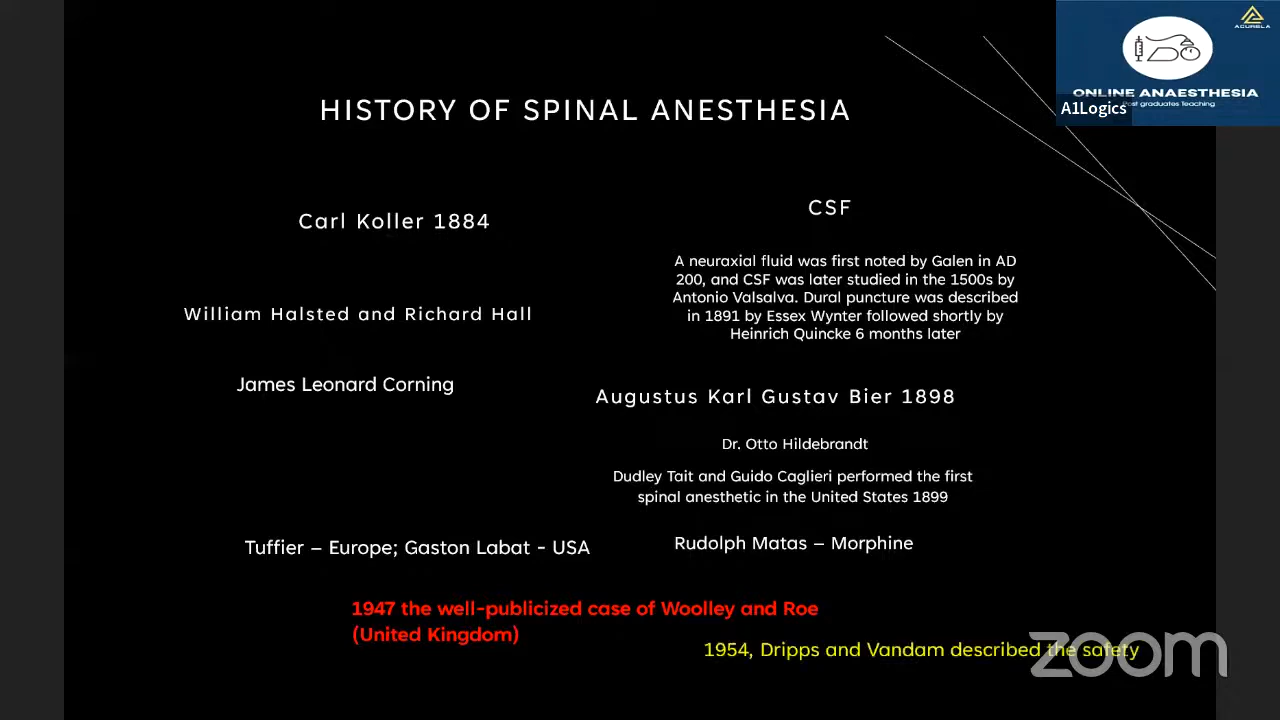 HISTORY OF SPINAL ANESTHESIA
ACURELA
ONLINE ANAESTHESIA
Post graduates Teaching
A1Logics
Carl Koller 1884
William Halsted and Richard Hall
James Leonard Corning
CSF
A neuraxial fluid was first noted by Galen in AD
200, and CSF was later studied in the 1500s by
Antonio Valsalva. Dural puncture was described
in 1891 by Essex Wynter followed shortly by
Heinrich Quincke 6 months later
Augustus Karl Gustav Bier 1898
Dr. Otto Hildebrandt
Dudley Tait and Guido Caglieri performed the first
spinal anesthetic in the United States 1899
Tuffier – Europe; Gaston Labat - USA
Rudolph Matas – Morphine
1947 the well-publicized case of Woolley and Roe
(United Kingdom)
1954, Dripps and Vandam described the safety
zoom